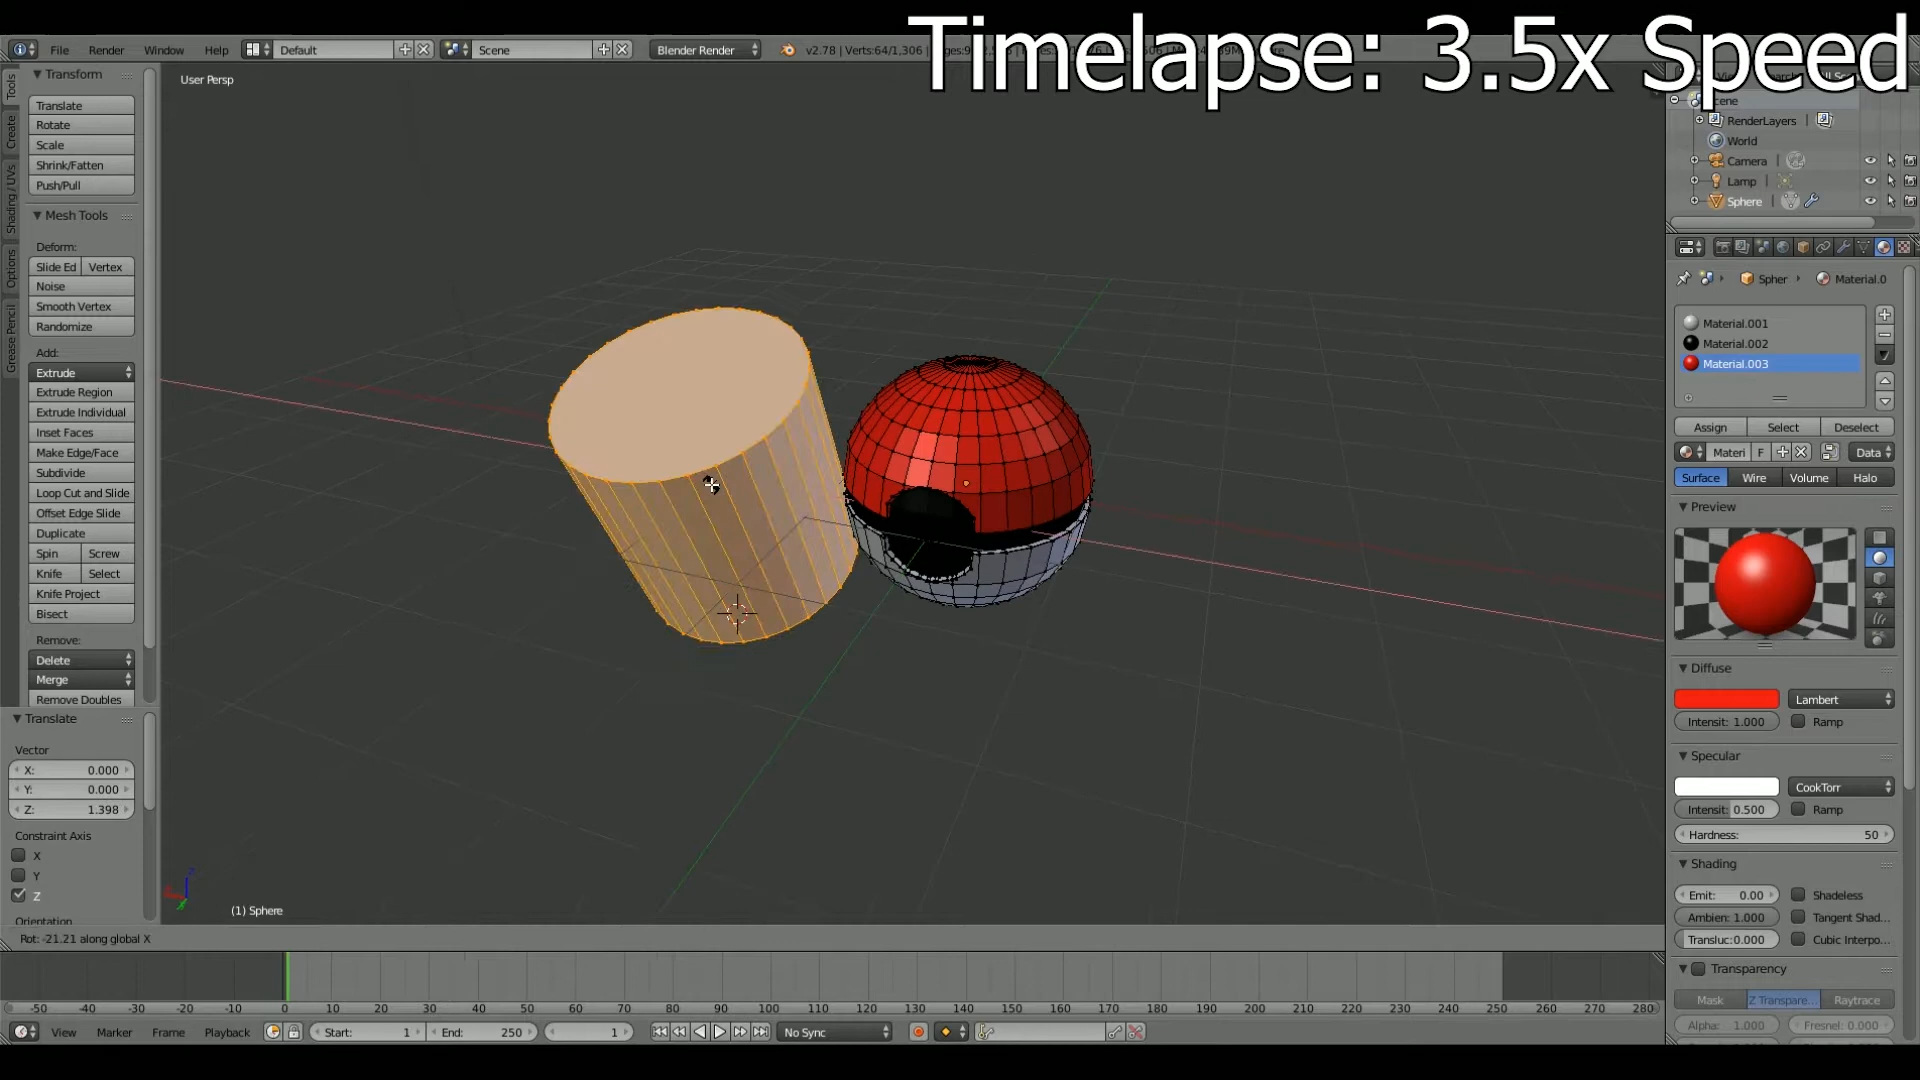 Timelapse: 3.5x Speed
File Render Window Help Default Scene Blender Render v2.78 | Verts:64/1,306
Tools
Create
Shading / UVs
Options
Grease Pencil
Transform
Translate
Rotate
Scale
Shrink/Fatten
Push/Pull
Mesh Tools
Deform:
Slide Ed Vertex
Noise
Smooth Vertex
Randomize
Add:
Extrude
Extrude Region
Extrude Individual
Inset Faces
Make Edge/Face
Subdivide
Loop Cut and Slide
Offset Edge Slide
Duplicate
Spin Screw
Knife Select
Knife Project
Bisect
Remove:
Delete
Merge
Remove Doubles
Translate
Vector
X: 0.000
Y: 0.000
Z: 1.398
Constraint Axis
X
Y
Z
Orientation
User Persp
(1) Sphere
Rot: -21.21 along global X
RenderLayers
World
Camera
Lamp
Sphere
Spher Material.0
Material.001
Material.002
Material.003
Assign Select Deselect
Materi F Data
Surface Wire Volume Halo
Preview
Diffuse
Lambert
Intensit: 1.000 Ramp
Specular
CookTorr
Intensit: 0.500 Ramp
Hardness: 50
Shading
Emit: 0.00 Shadeless
Ambien: 1.000 Tangent Shad...
Transluc:0.000 Cubic Interpo...
Transparency
Mask Z Transpare... Raytrace
Alpha: 1.000 Fresnel: 0.000
-50 -40 -30 -20 -10 0 10 20 30 40 50 60 70 80 90 100 110 120 130 140 150 160 170 180 190 200 210 220 230 240 250 260 270 280
View Marker Frame Playback Start: 1 End: 250 1 No Sync